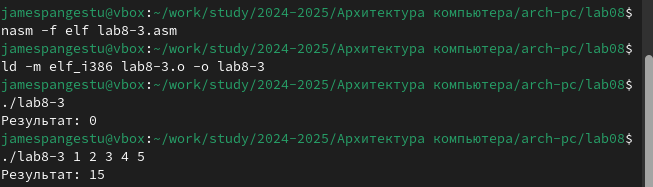 jamespangestu@vbox:~/work/study/2024-2025/Архитектура компьютера/arch-pc/lab08$
nasm -f elf lab8-3.asm
jamespangestu@vbox:~/work/study/2024-2025/Архитектура компьютера/arch-pc/lab08$
ld -m elf_i386 lab8-3.o -o lab8-3
jamespangestu@vbox:~/work/study/2024-2025/Архитектура компьютера/arch-pc/lab08$
./lab8-3
Результат: 0
jamespangestu@vbox:~/work/study/2024-2025/Архитектура компьютера/arch-pc/lab08$
./lab8-3 1 2 3 4 5
Результат: 15